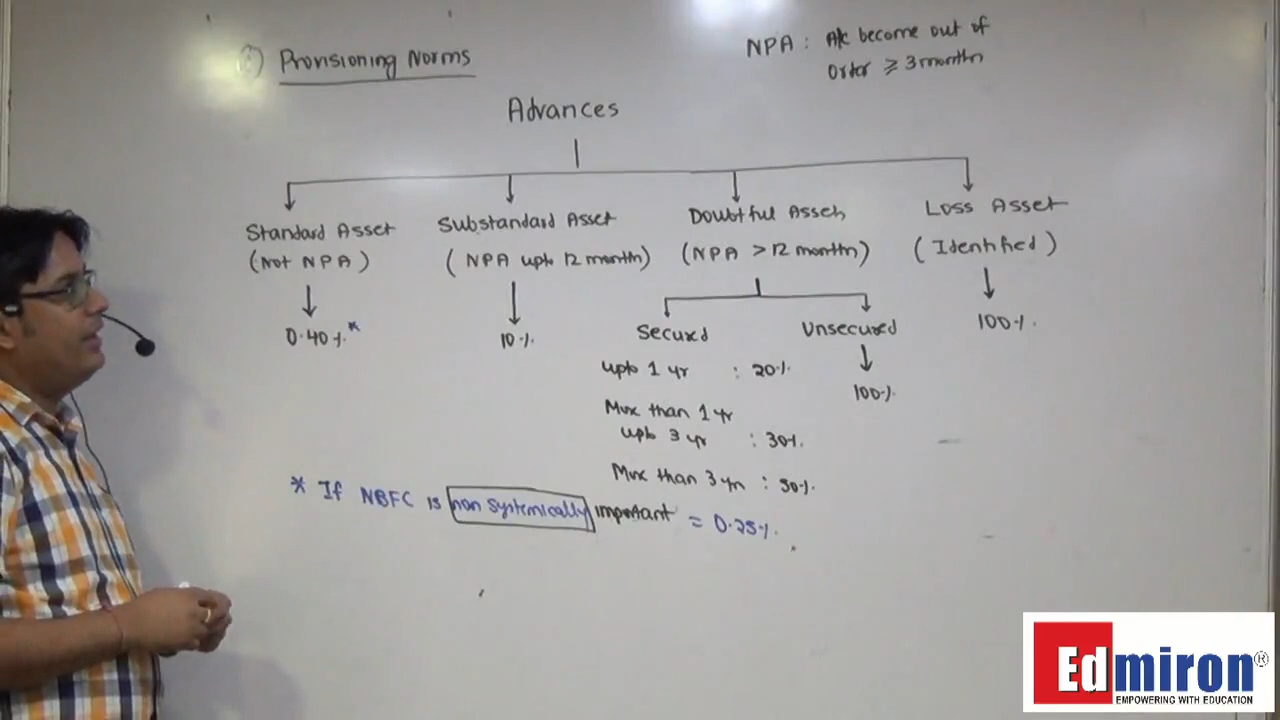 Provisioning Norms
NPA : A/c become out of
Order ≥ 3 months
Advances
Standard Asset
(Not NPA)
0.40%*
Substandard Asset
(NPA upto 12 months)
10%
Doubtful Assets
(NPA > 12 months)
Secured
upto 1 yr : 20%
More than 1 yr
upto 3 yr : 30%
More than 3 yrs : 50%
Unsecured
100%
Loss Asset
(Identified)
100%
* If NBFC is non systemically important = 0.25%
Edmiron®
EMPOWERING WITH EDUCATION